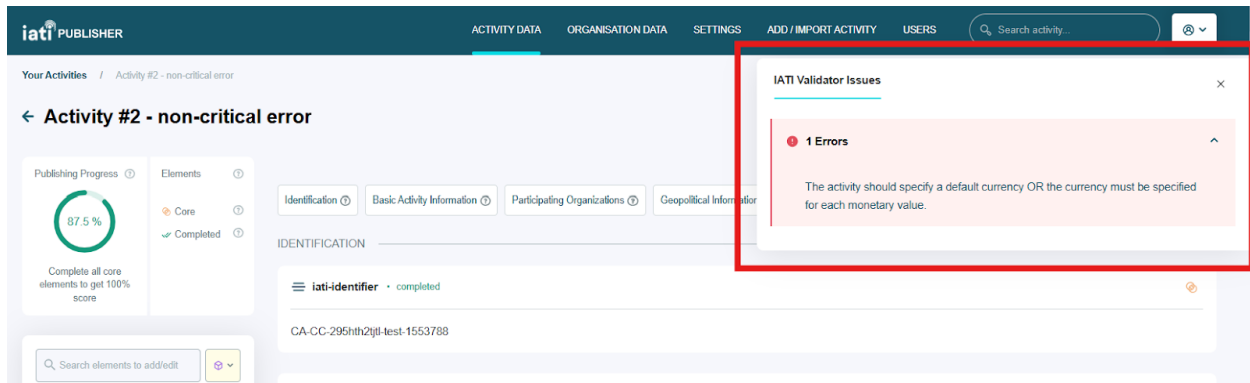 iati PUBLISHER
ACTIVITY DATA ORGANISATION DATA SETTINGS ADD / IMPORT ACTIVITY USERS Search activity...
Your Activities / Activity #2 - non-critical error
Activity #2 - non-critical error
IATI Validator Issues
1 Errors
The activity should specify a default currency OR the currency must be specified
for each monetary value.
Publishing Progress
87.5 %
Complete all core
elements to get 100%
score
Elements
Core
Completed
Search elements to add/edit
Identification Basic Activity Information Participating Organizations Geopolitical Information
IDENTIFICATION
iati-identifier • completed
CA-CC-295hth2tjtl-test-1553788